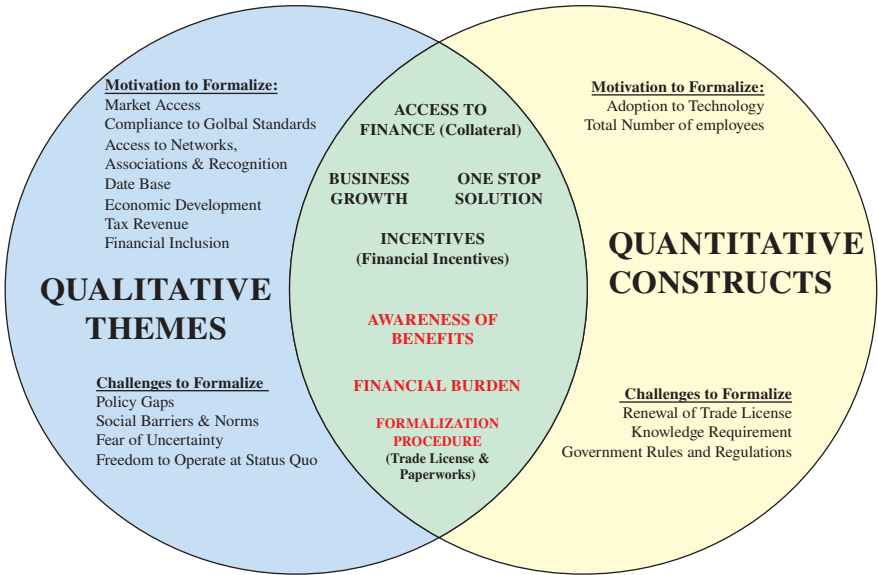 Motivation to Formalize:
Market Access
Compliance to Golbal Standards
Access to Networks,
Associations & Recognition
Date Base
Economic Development
Tax Revenue
Financial Inclusion
QUALITATIVE
THEMES
Challenges to Formalize
Policy Gaps
Social Barriers & Norms
Fear of Uncertainty
Freedom to Operate at Status Quo
ACCESS TO
FINANCE (Collateral)
BUSINESS
GROWTH
ONE STOP
SOLUTION
INCENTIVES
(Financial Incentives)
AWARENESS OF
BENEFITS
FINANCIAL BURDEN
FORMALIZATION
PROCEDURE
(Trade License &
Paperworks)
Motivation to Formalize:
Adoption to Technology
Total Number of employees
QUANTITATIVE
CONSTRUCTS
Challenges to Formalize
Renewal of Trade License
Knowledge Requirement
Government Rules and Regulations